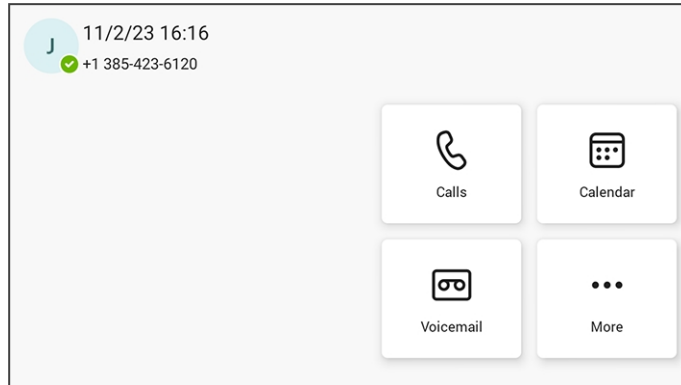 J
11/2/23 16:16
+1 385-423-6120
Calls
Calendar
Voicemail
More